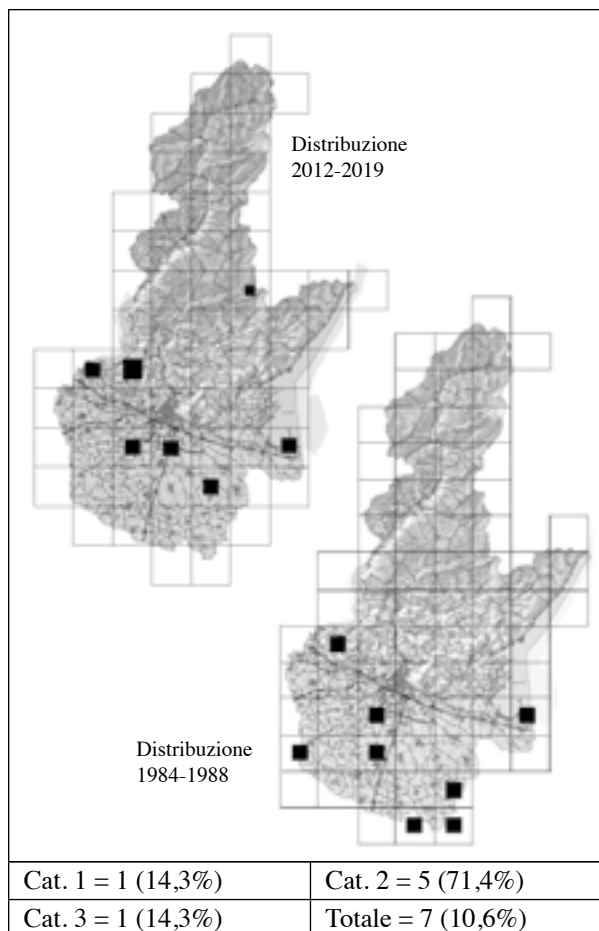 Distribuzione
2012-2019
Distribuzione
1984-1988
Cat. 1 = 1 (14,3%)
Cat. 2 = 5 (71,4%)
Cat. 3 = 1 (14,3%)
Totale = 7 (10,6%)